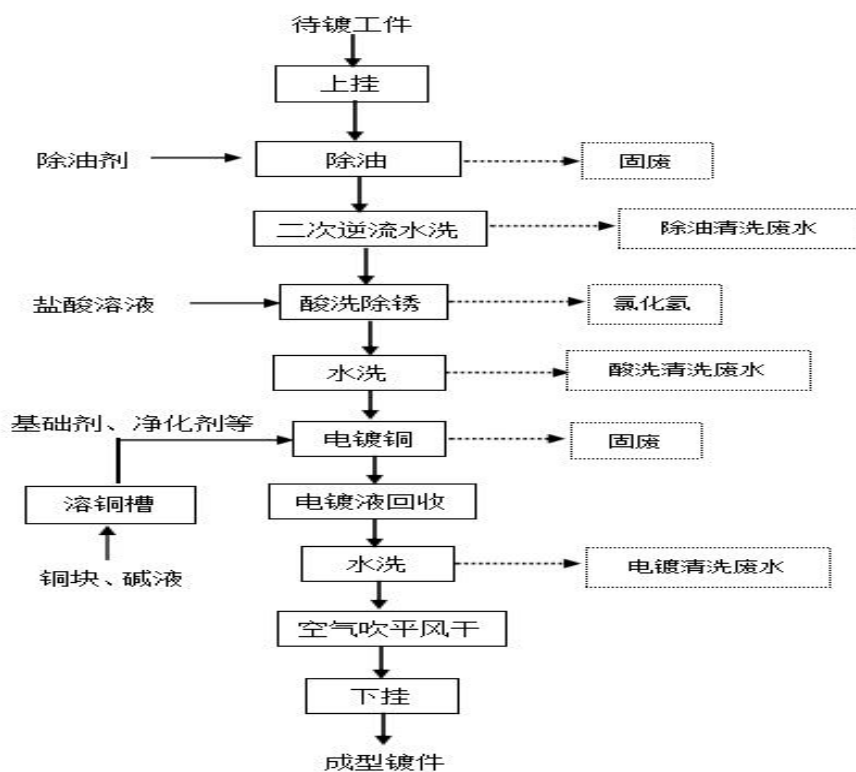 待镀工件
上挂
除油剂
除油
固废
二次逆流水洗
除油清洗废水
盐酸溶液
酸洗除锈
氯化氢
水洗
酸洗清洗废水
基础剂、净化剂等
电镀铜
固废
溶铜槽
电镀液回收
铜块、碱液
水洗
电镀清洗废水
空气吹平风干
下挂
成型镀件